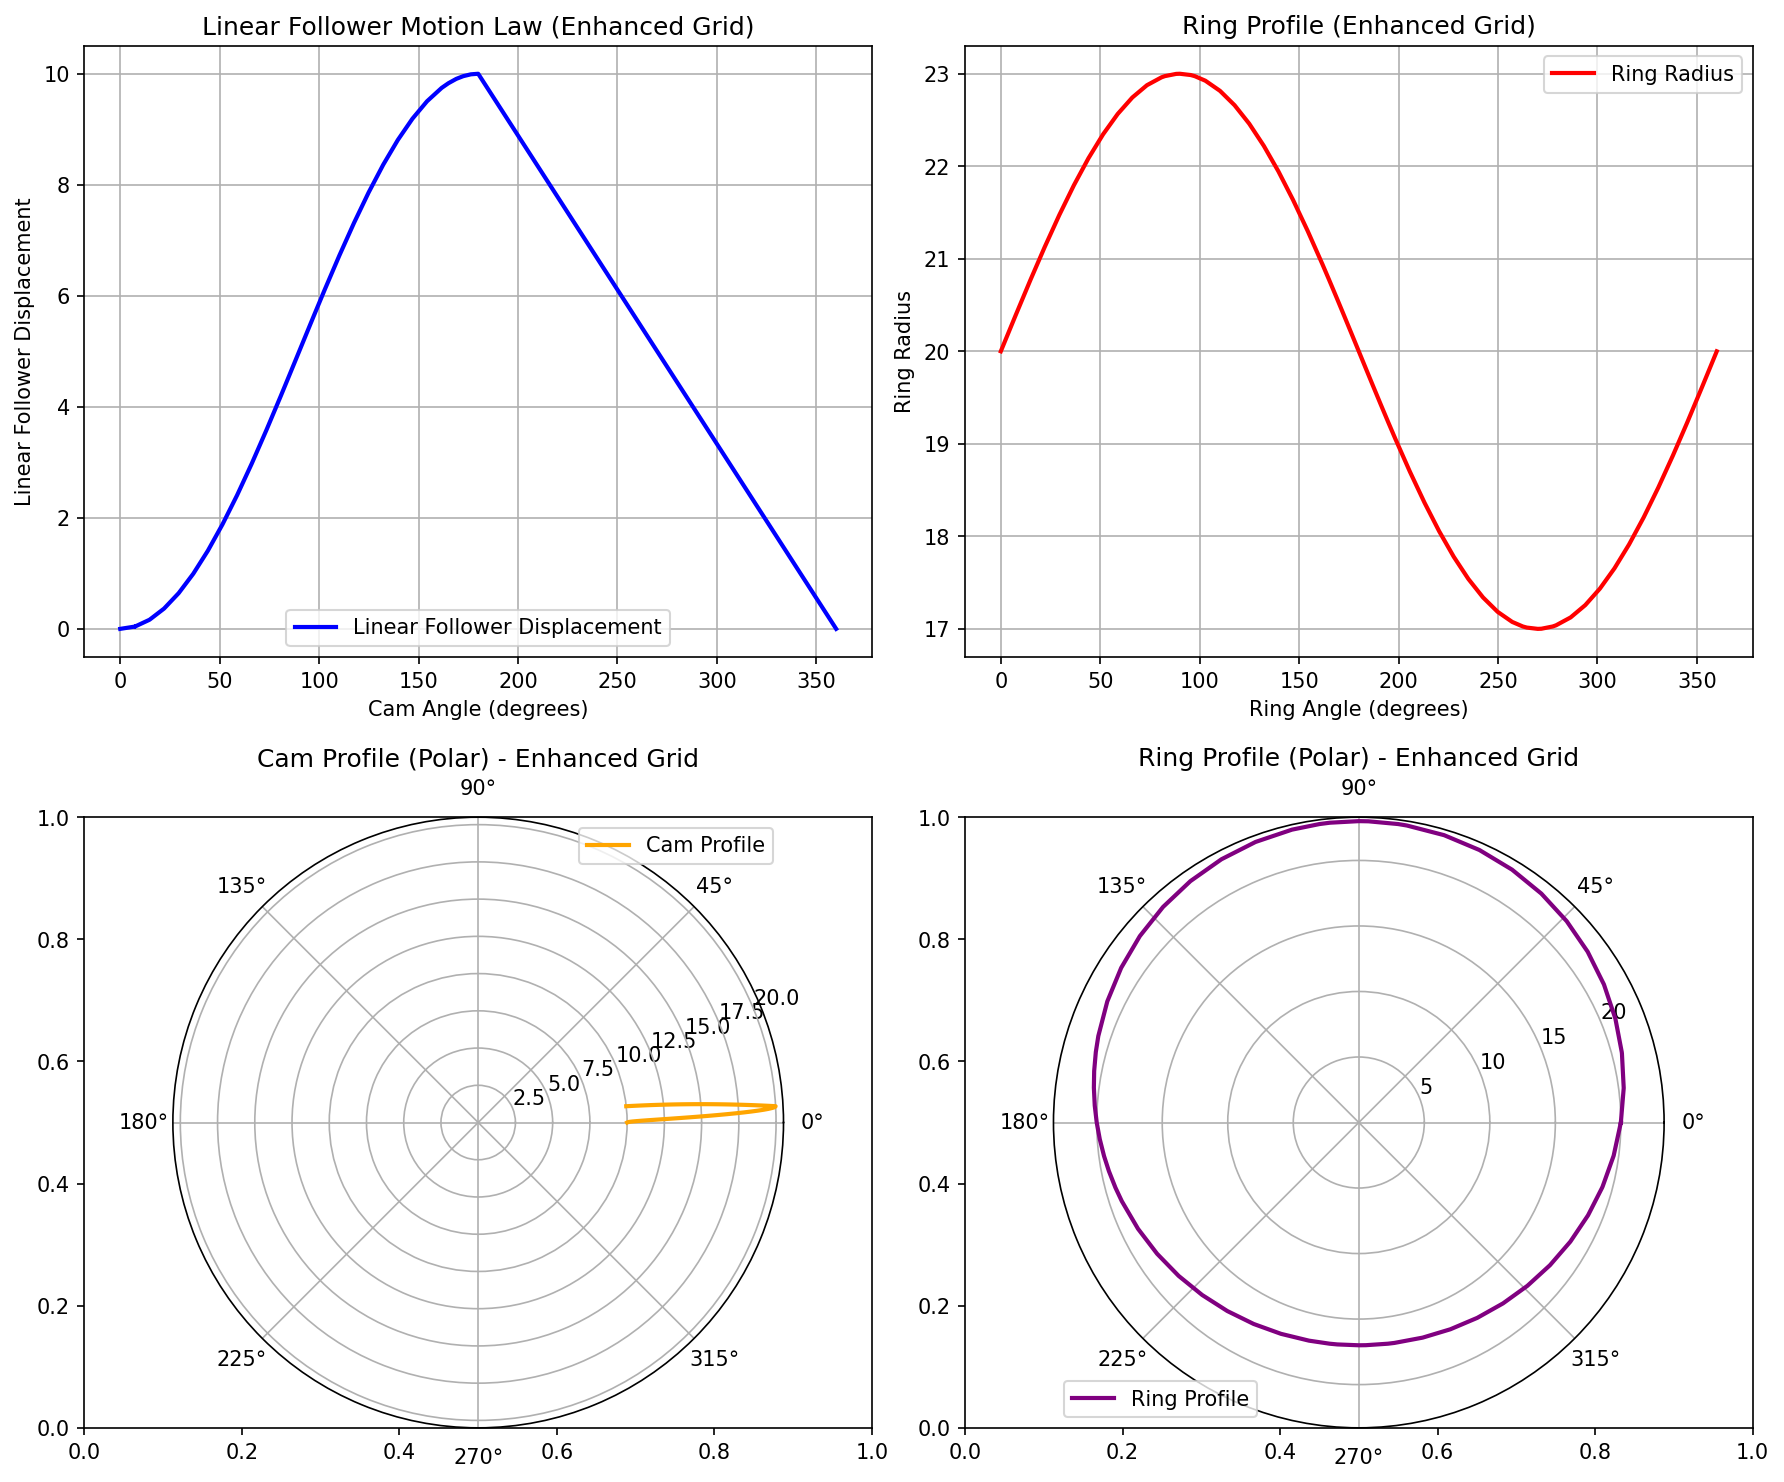 Linear Follower Motion Law (Enhanced Grid)
10
8
6
4
2
0
Linear Follower Displacement
Linear Follower Displacement
0 50 100 150 200 250 300 350
Cam Angle (degrees)
Ring Profile (Enhanced Grid)
Ring Radius
23
22
21
20
19
18
17
Ring Radius
0 50 100 150 200 250 300 350
Ring Angle (degrees)
Cam Profile (Polar) - Enhanced Grid
90°
1.0
0.8
0.6
0.4
0.2
0.0
Cam Profile
135° 45°
20.0
17.5
15.0
12.5
10.0
7.5
5.0
2.5
180° 0°
225° 315°
0.0 0.2 0.4 0.6 0.8 1.0
270°
Ring Profile (Polar) - Enhanced Grid
90°
1.0
0.8
0.6
0.4
0.2
0.0
135° 45°
20
15
10
5
180° 0°
225° 315°
Ring Profile
0.0 0.2 0.4 0.6 0.8 1.0
270°